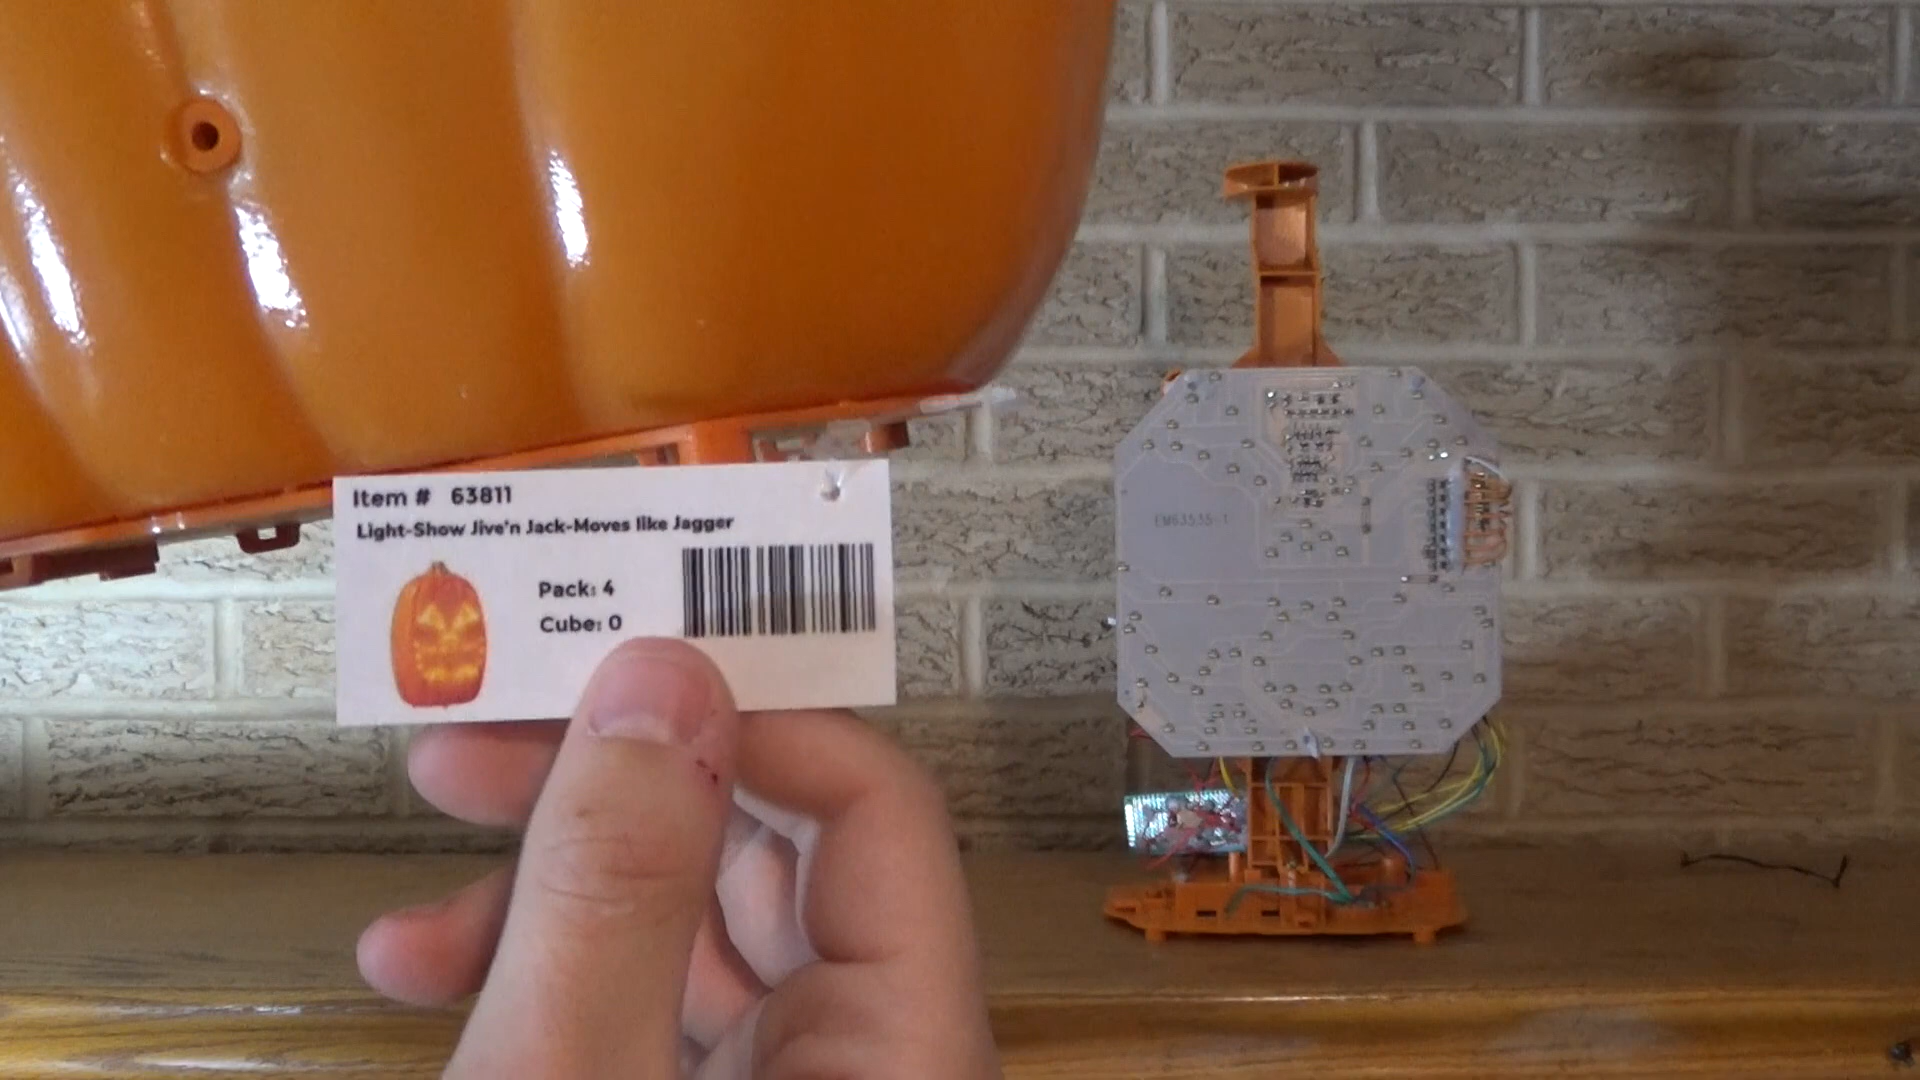 Item # 63811
Light-Show Jive'n Jack-Moves like Jagger
Pack: 4
Cube: 0
EM63535-1